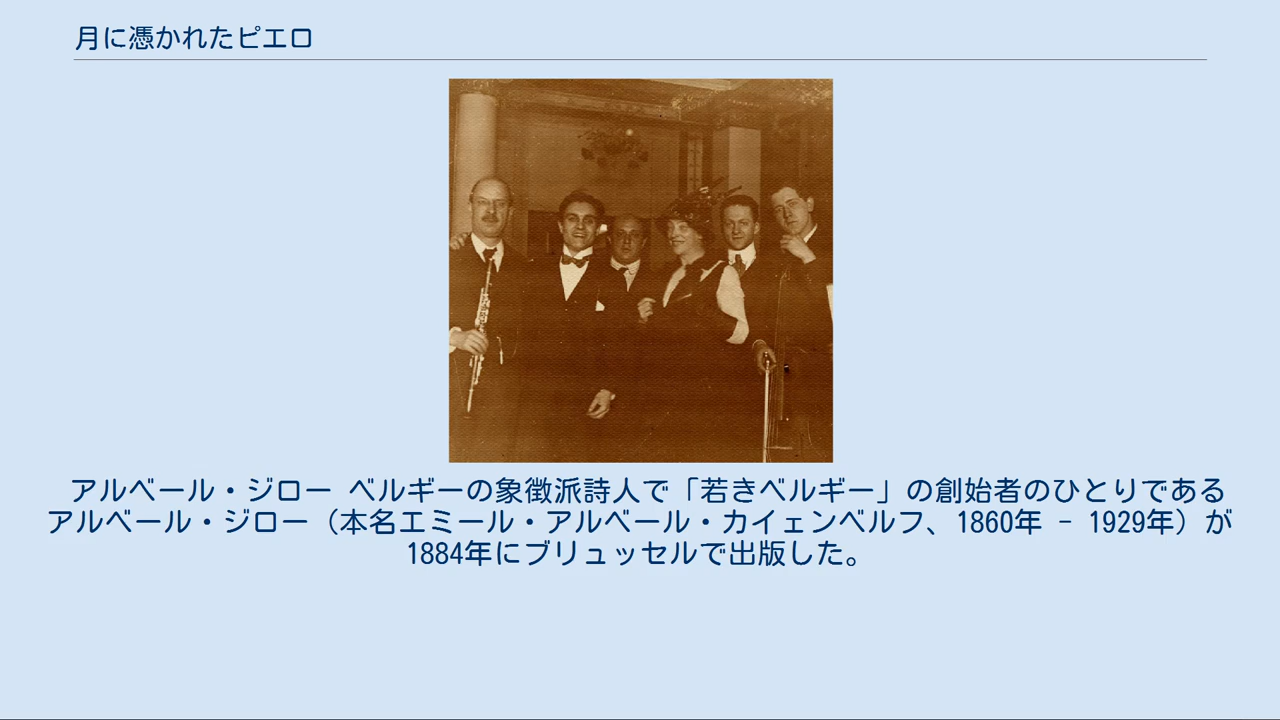 月に憑かれたピエロ
アルベール・ジロー ベルギーの象徴派詩人で「若きベルギー」の創始者のひとりである
アルベール・ジロー（本名エミール・アルベール・カイェンベルフ、1860年 - 1929年）が
1884年にブリュッセルで出版した。